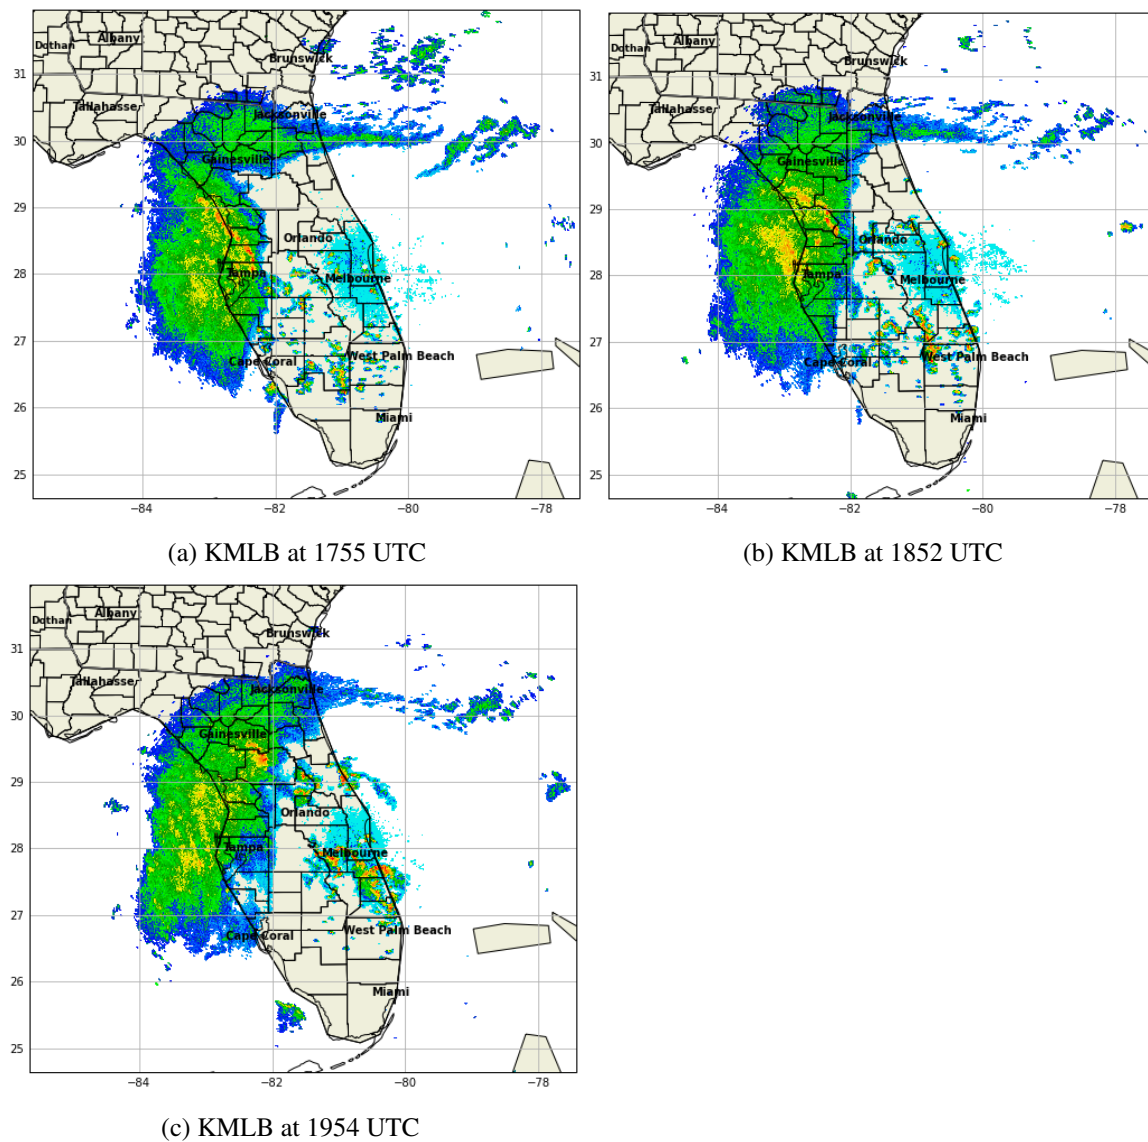 Dothan
Albany
Brunswick
Tallahasse
Jacksonville
Gainesville
Orlando
Tampa
Melbourne
Cape Coral
West Palm Beach
Miami
31
30
29
28
27
26
25
−84
−82
−80
−78
(a) KMLB at 1755 UTC
Dothan
Albany
Brunswick
Tallahasse
Jacksonville
Gainesville
Orlando
Tampa
Melbourne
Cape Coral
West Palm Beach
Miami
31
30
29
28
27
26
25
−84
−82
−80
−78
(b) KMLB at 1852 UTC
Dothan
Albany
Brunswick
Tallahasse
Jacksonville
Gainesville
Orlando
Tampa
Melbourne
Cape Coral
West Palm Beach
Miami
31
30
29
28
27
26
25
−84
−82
−80
−78
(c) KMLB at 1954 UTC